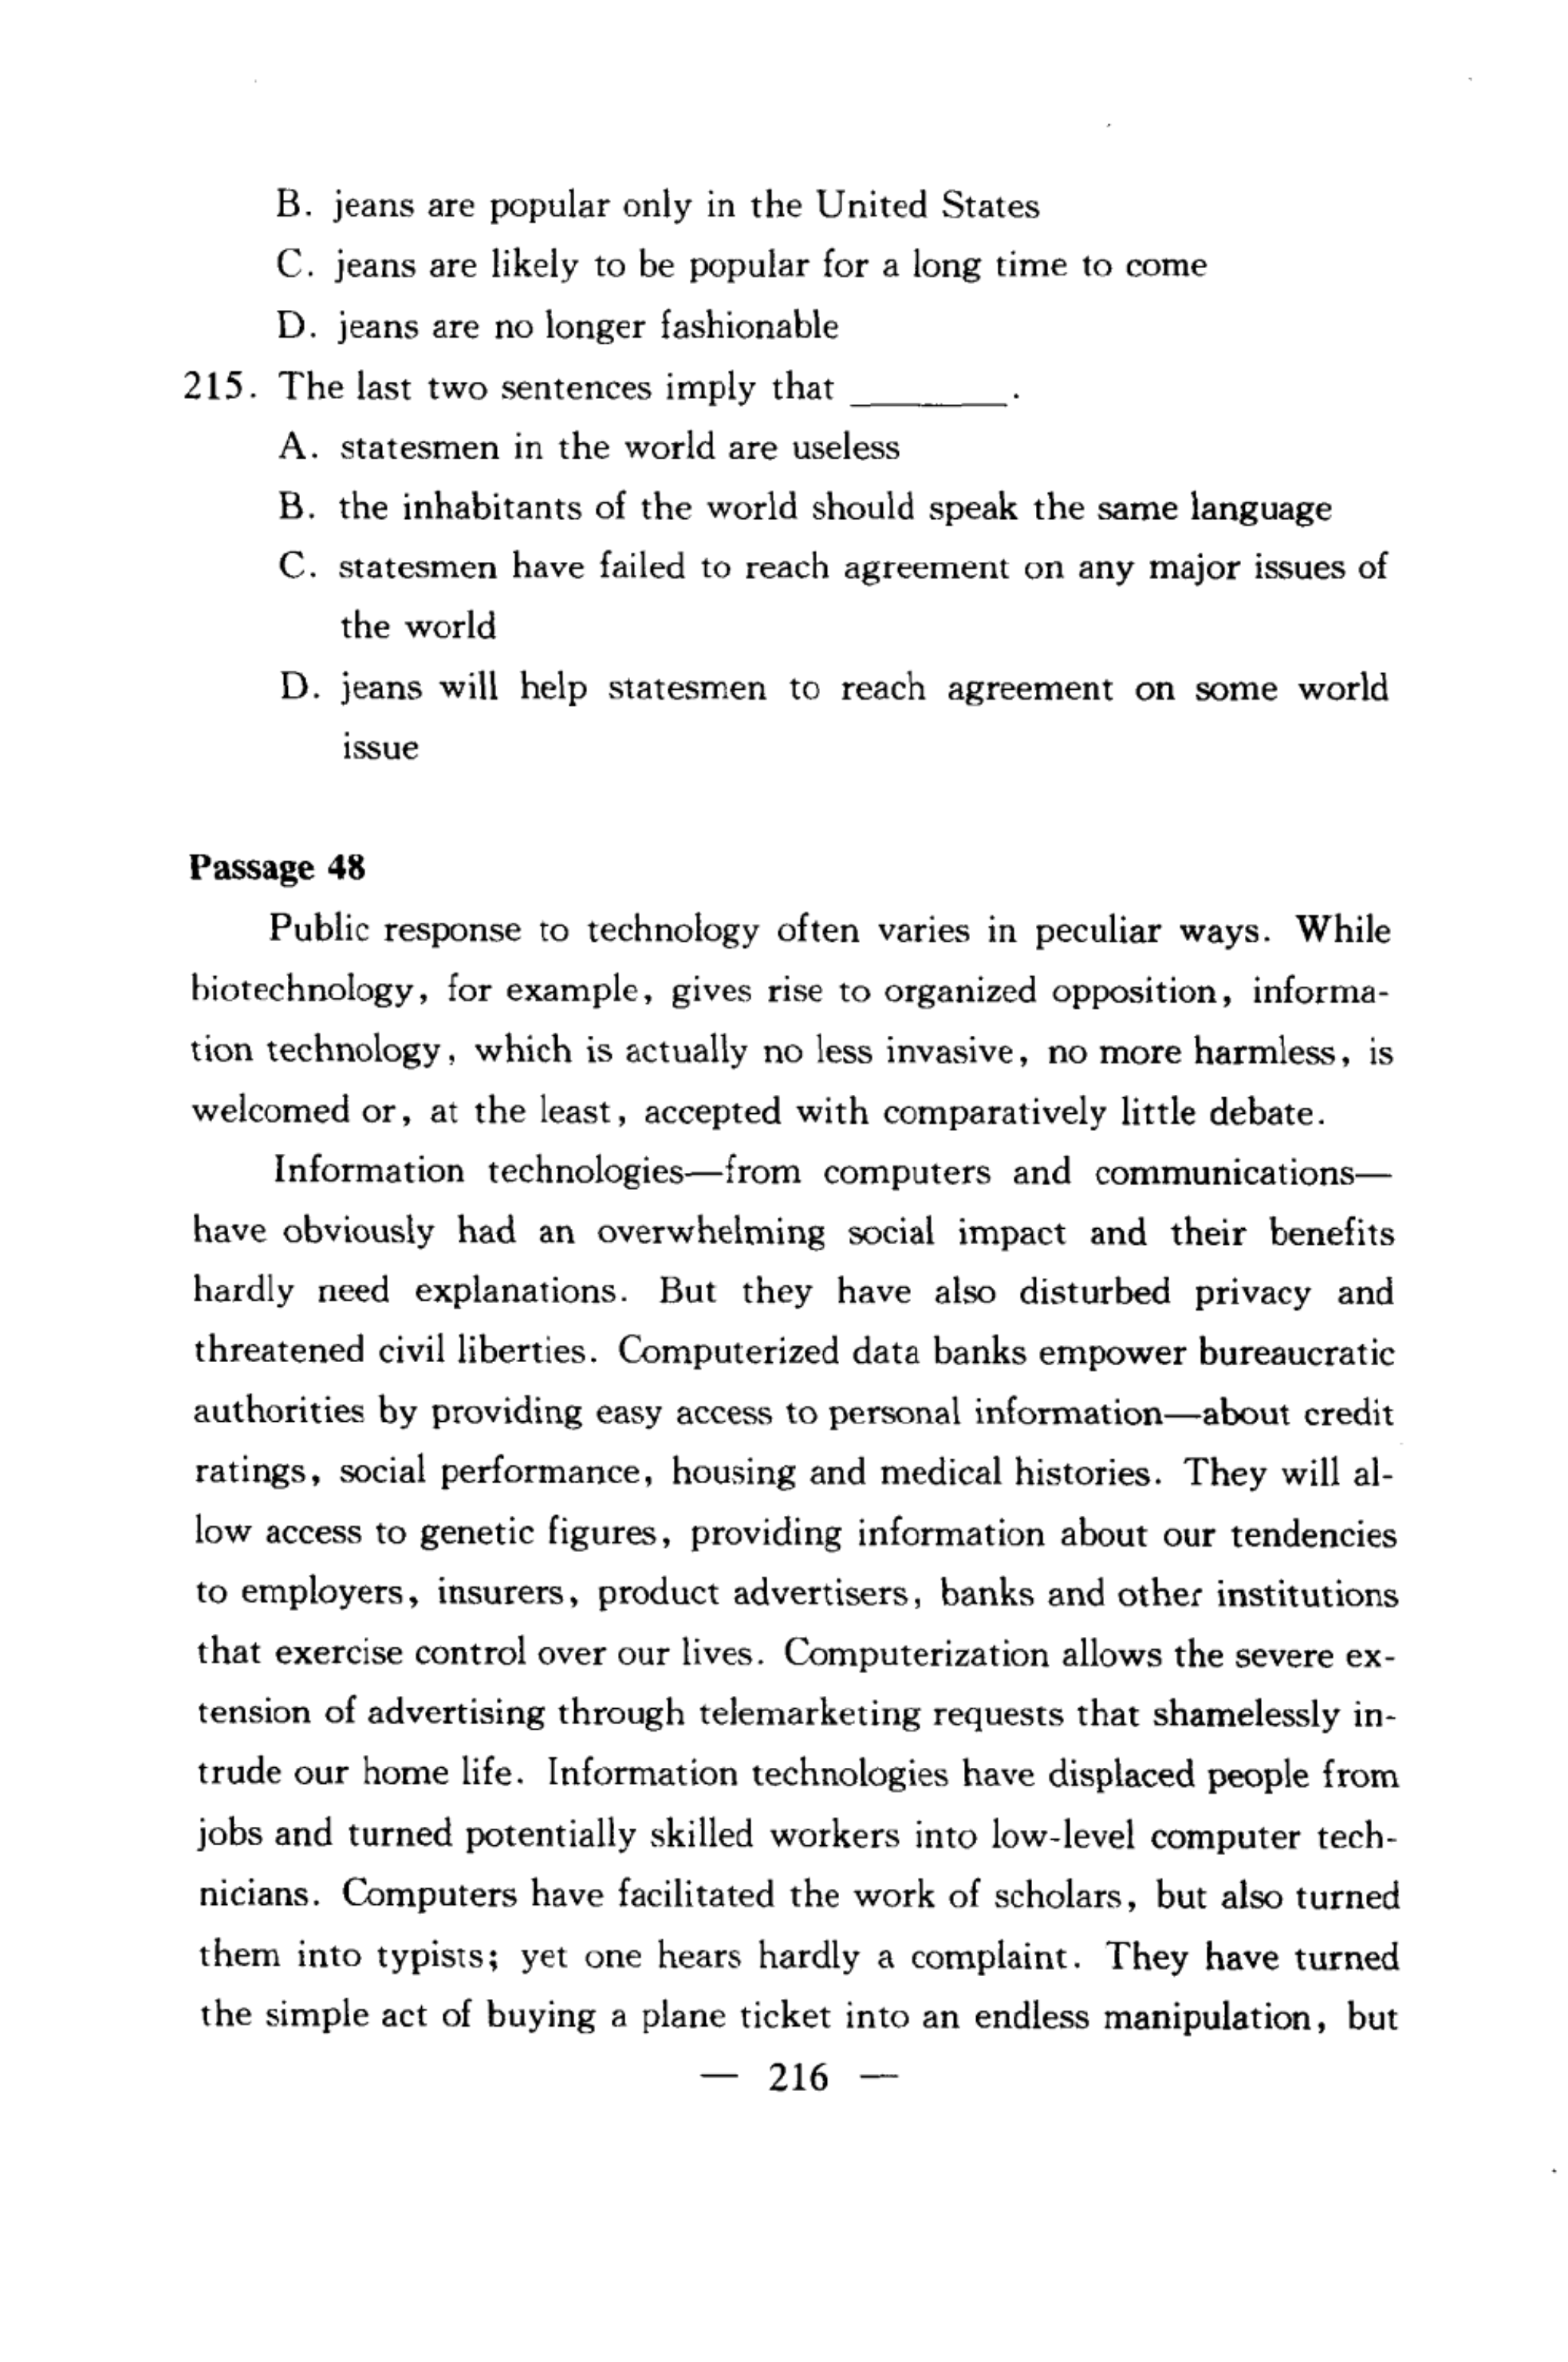 B. jeans are popular only in the United States
C. jeans are likely to be popular for a long time to come
D. jeans are no longer fashionable
215. The last two sentences imply that ________.
A. statesmen in the world are useless
B. the inhabitants of the world should speak the same language
C. statesmen have failed to reach agreement on any major issues of
the world
D. jeans will help statesmen to reach agreement on some world
issue
Passage 48
Public response to technology often varies in peculiar ways. While
biotechnology, for example, gives rise to organized opposition, informa-
tion technology, which is actually no less invasive, no more harmless, is
welcomed or, at the least, accepted with comparatively little debate.
Information technologies—from computers and communications—
have obviously had an overwhelming social impact and their benefits
hardly need explanations. But they have also disturbed privacy and
threatened civil liberties. Computerized data banks empower bureaucratic
authorities by providing easy access to personal information—about credit
ratings, social performance, housing and medical histories. They will al-
low access to genetic figures, providing information about our tendencies
to employers, insurers, product advertisers, banks and other institutions
that exercise control over our lives. Computerization allows the severe ex-
tension of advertising through telemarketing requests that shamelessly in-
trude our home life. Information technologies have displaced people from
jobs and turned potentially skilled workers into low-level computer tech-
nicians. Computers have facilitated the work of scholars, but also turned
them into typists; yet one hears hardly a complaint. They have turned
the simple act of buying a plane ticket into an endless manipulation, but
— 216 —